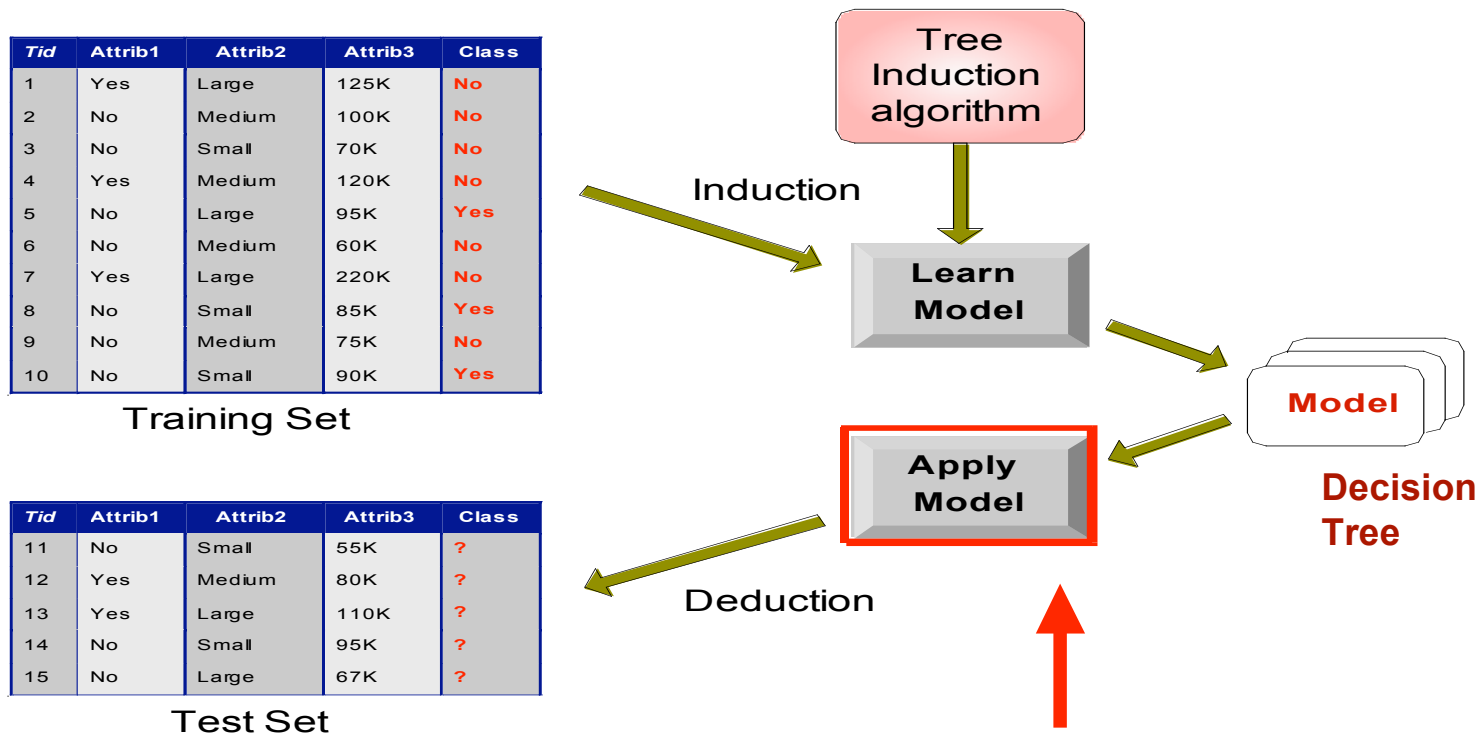 Tid Attrib1 Attrib2 Attrib3 Class
1 Yes Large 125K No
2 No Medium 100K No
3 No Small 70K No
4 Yes Medium 120K No
5 No Large 95K Yes
6 No Medium 60K No
7 Yes Large 220K No
8 No Small 85K Yes
9 No Medium 75K No
10 No Small 90K Yes
Training Set
Tree
Induction
algorithm
Induction
Learn
Model
Model
Decision
Tree
Apply
Model
Deduction
Tid Attrib1 Attrib2 Attrib3 Class
11 No Small 55K ?
12 Yes Medium 80K ?
13 Yes Large 110K ?
14 No Small 95K ?
15 No Large 67K ?
Test Set